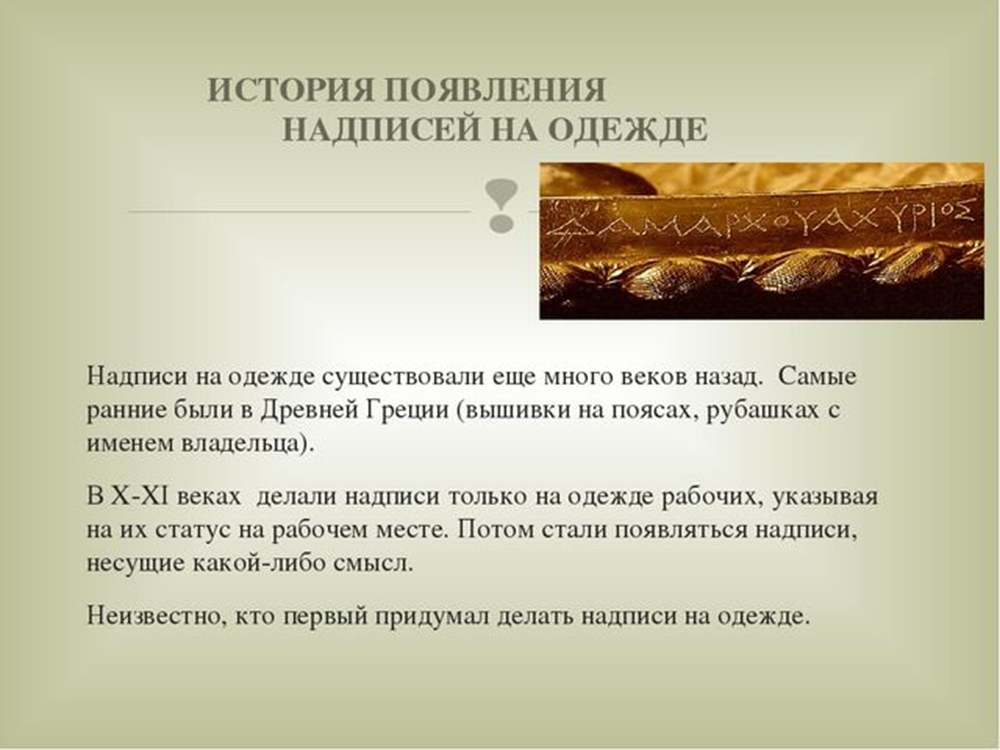 ИСТОРИЯ ПОЯВЛЕНИЯ
НАДПИСЕЙ НА ОДЕЖДЕ
ΔΑΜΑΡΧΟΥΑΧΥΡΙΟΣ
Надписи на одежде существовали еще много веков назад.  Самые
ранние были в Древней Греции (вышивки на поясах, рубашках с
именем владельца).
В X-XI веках  делали надписи только на одежде рабочих, указывая
на их статус на рабочем месте. Потом стали появляться надписи,
несущие какой-либо смысл.
Неизвестно, кто первый придумал делать надписи на одежде.